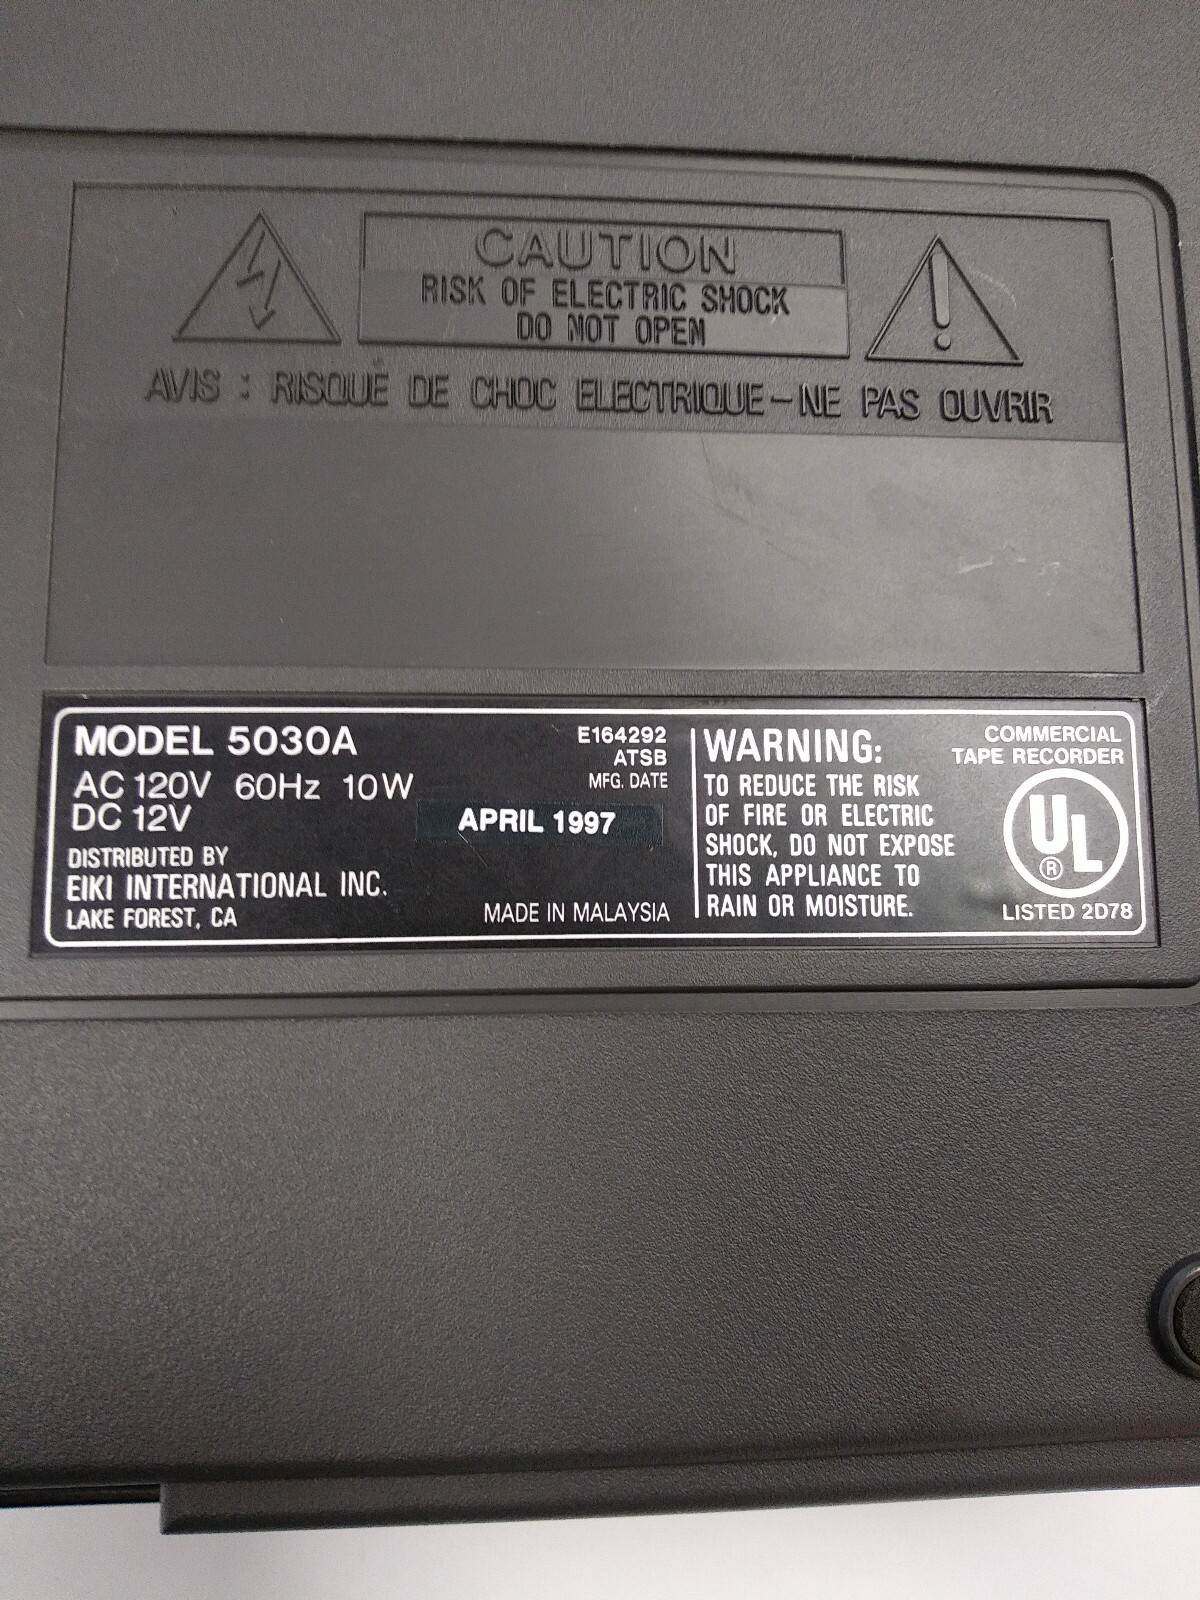 CAUTION
RISK OF ELECTRIC SHOCK
DO NOT OPEN
AVIS : RISQUE DE CHOC ELECTRIQUE-NE PAS OUVRIR
MODEL 5030A
AC 120V 60Hz 10W
DC 12V
DISTRIBUTED BY
EIKI INTERNATIONAL INC.
LAKE FOREST, CA
E164292
ATSB
MFG. DATE
APRIL 1997
MADE IN MALAYSIA
WARNING:
TO REDUCE THE RISK
OF FIRE OR ELECTRIC
SHOCK, DO NOT EXPOSE
THIS APPLIANCE TO
RAIN OR MOISTURE.
COMMERCIAL
TAPE RECORDER
UL
®
LISTED 2D78